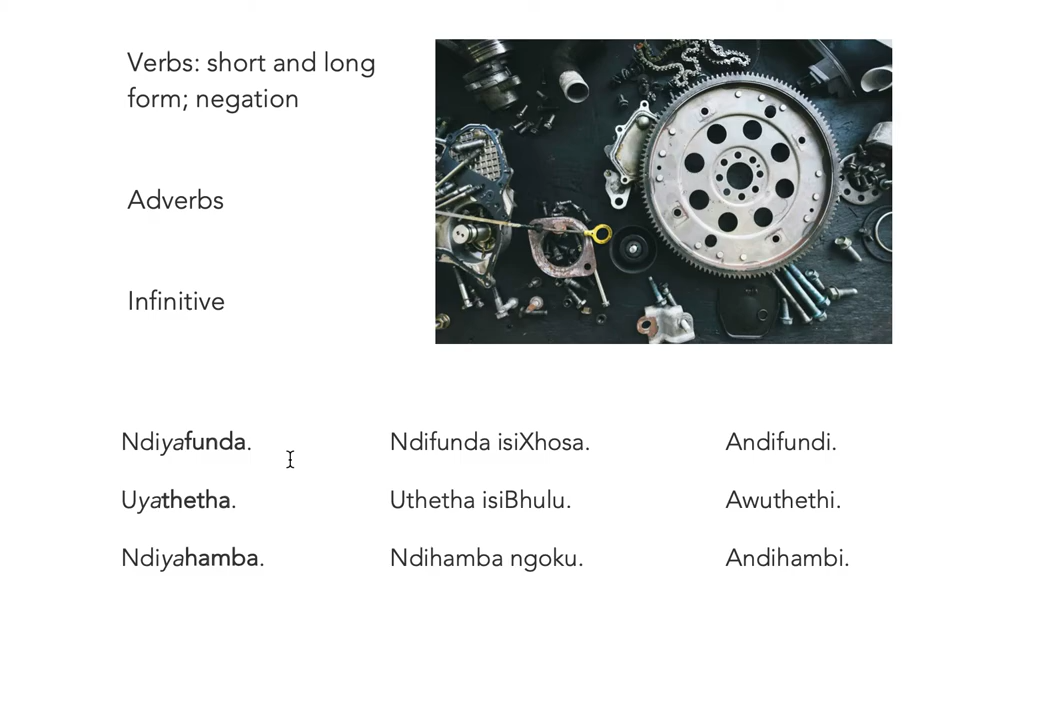 Verbs: short and long
form; negation
Adverbs
Infinitive
Ndiyafunda. Ndifunda isiXhosa. Andifundi.
Uyathetha. Uthetha isiBhulu. Awuthethi.
Ndiyahamba. Ndihamba ngoku. Andihambi.